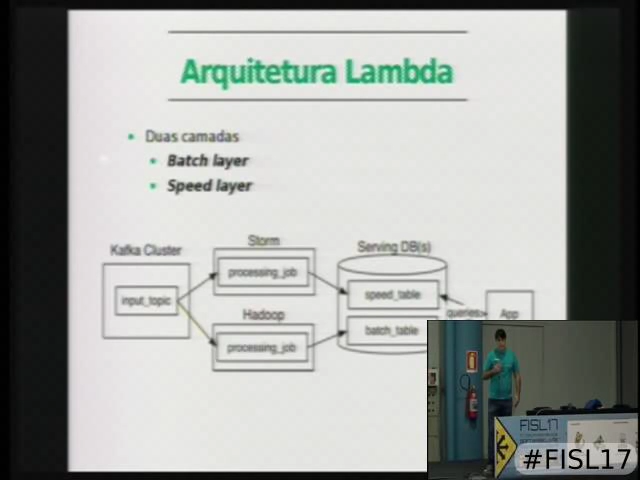 Arquitetura Lambda
Duas camadas
Batch layer
Speed layer
Kafka Cluster
Storm
Serving DB(s)
input_topic
processing_job
speed_table
queries
App
Hadoop
processing_job
batch_table
FISL17
#FISL17